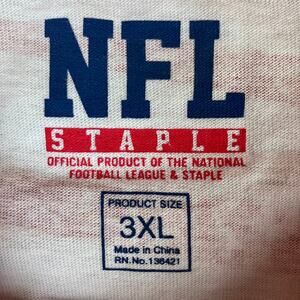 NFL
STAPLE
OFFICIAL PRODUCT OF THE NATIONAL
FOOTBALL LEAGUE & STAPLE
PRODUCT SIZE
3XL
Made in China
RN.No.136421